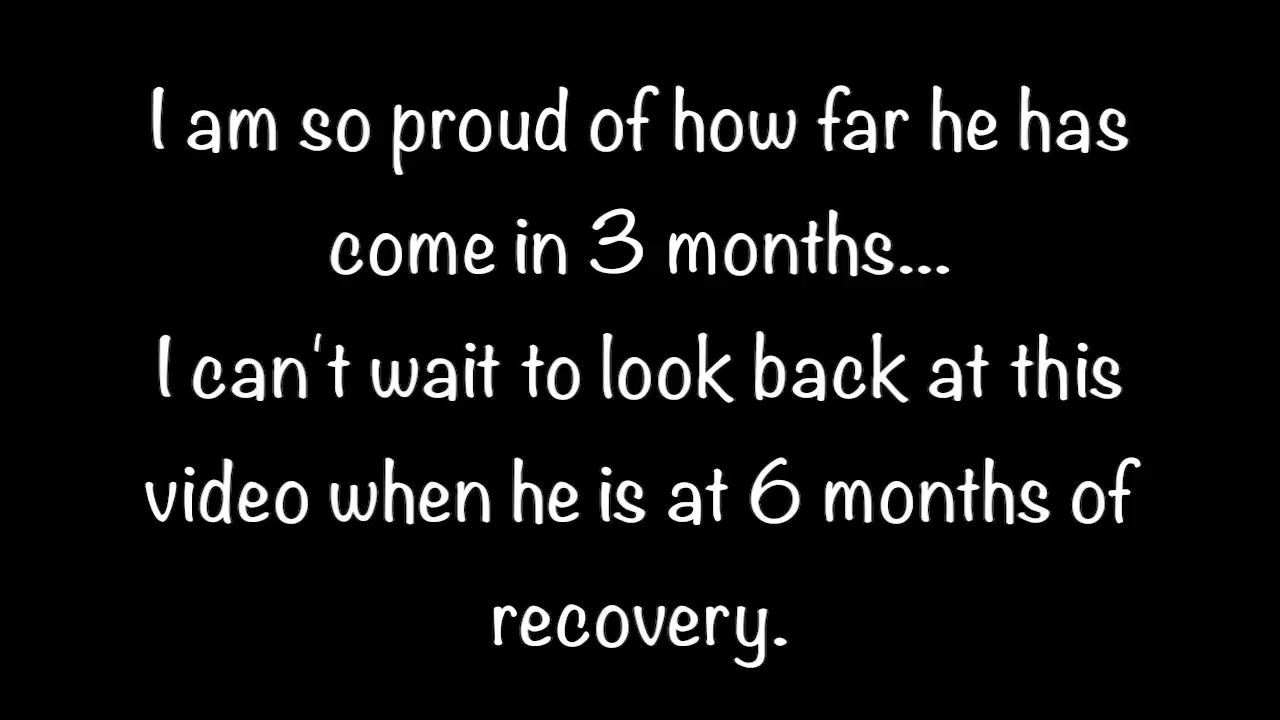 I am so proud of how far he has
come in 3 months...
I can't wait to look back at this
video when he is at 6 months of
recovery.